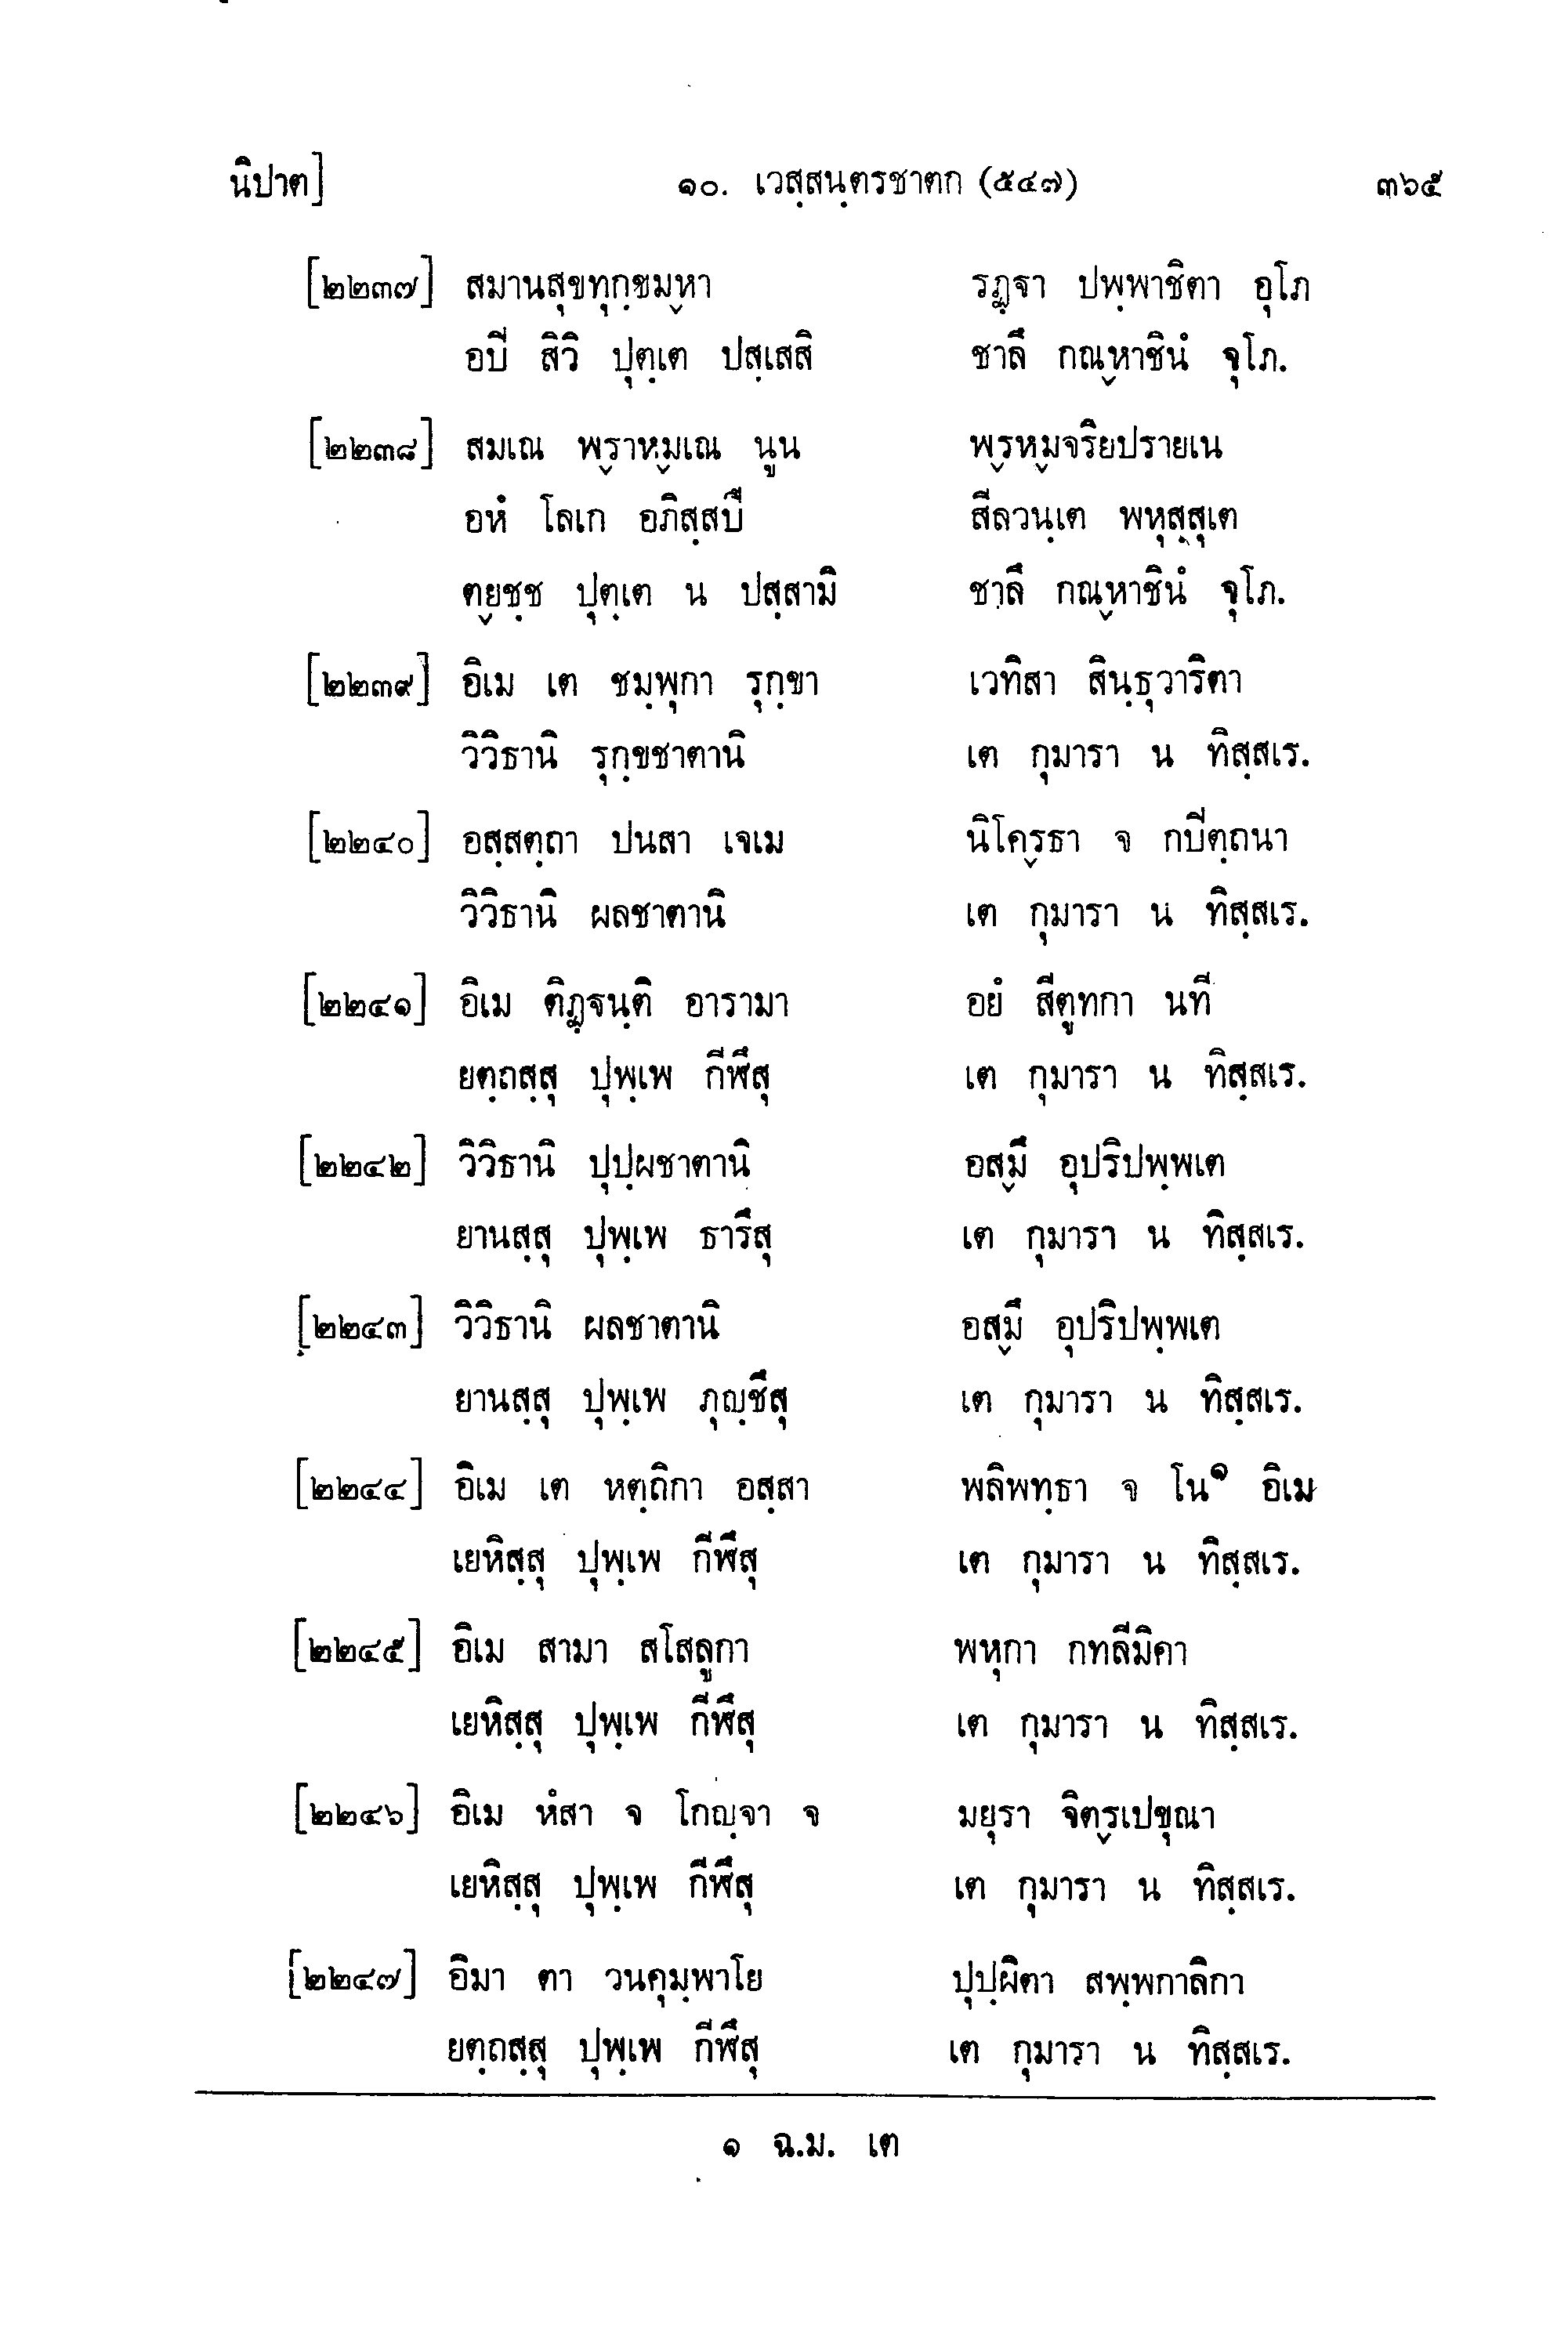 นิปาต] ๑๐. เวสฺสนฺตรชาตก (๕๔๗) ๓๖๕
[๒๒๓๗] สมานสุขทุกฺขมฺหา รฏฺฐา ปพฺพาชิตา อุโภ
อปิ สิวิ ปุตฺเต ปสฺเสสิ ชาลึ กณฺหาชินํ จุโภ.
[๒๒๓๘] สมเณ พฺราหฺมเณ นูน พฺรหฺมจริยปรายเน
อหํ โลเก อภิสฺสปึ สีลวนฺเต พหุสฺสุเต
ตฺยชฺช ปุตฺเต น ปสฺสามิ ชาลึ กณฺหาชินํ จุโภ.
[๒๒๓๙] อิเม เต ชมฺพุกา รุกฺขา เวทิสา สินฺธุวาริตา
วิวิธานิ รุกฺขชาตานิ เต กุมารา น ทิสฺสเร.
[๒๒๔๐] อสฺสตฺถา ปนสา เจเม นิโคฺรธา จ กปิตฺถนา
วิวิธานิ ผลชาตานิ เต กุมารา น ทิสฺสเร.
[๒๒๔๑] อิเม ติฏฺฐนฺติ อารามา อยํ สีตูทกา นที
ยตฺถสฺสุ ปุพฺเพ กีฬึสุ เต กุมารา น ทิสฺสเร.
[๒๒๔๒] วิวิธานิ ปุปฺผชาตานิ อสฺมึ อุปริปพฺพเต
ยานสฺสุ ปุพฺเพ ธารึสุ เต กุมารา น ทิสฺสเร.
[๒๒๔๓] วิวิธานิ ผลชาตานิ อสฺมึ อุปริปพฺพเต
ยานสฺสุ ปุพฺเพ ภุญฺชึสุ เต กุมารา น ทิสฺสเร.
[๒๒๔๔] อิเม เต หตฺถิกา อสฺสา พลิพทฺธา จ โน๑ อิเม
เยหิสฺสุ ปุพฺเพ กีฬึสุ เต กุมารา น ทิสฺสเร.
[๒๒๔๕] อิเม สามา สโสลูกา พหุกา กทลีมิคา
เยหิสฺสุ ปุพฺเพ กีฬึสุ เต กุมารา น ทิสฺสเร.
[๒๒๔๖] อิเม หํสา จ โกญฺจา จ มยุรา จิตฺรเปขุณา
เยหิสฺสุ ปุพฺเพ กีฬึสุ เต กุมารา น ทิสฺสเร.
[๒๒๔๗] อิมา ตา วนคุมฺพาโย ปุปฺผิตา สพฺพกาลิกา
ยตฺถสฺสุ ปุพฺเพ กีฬึสุ เต กุมารา น ทิสฺสเร.
๑ ฉ.ม. เต